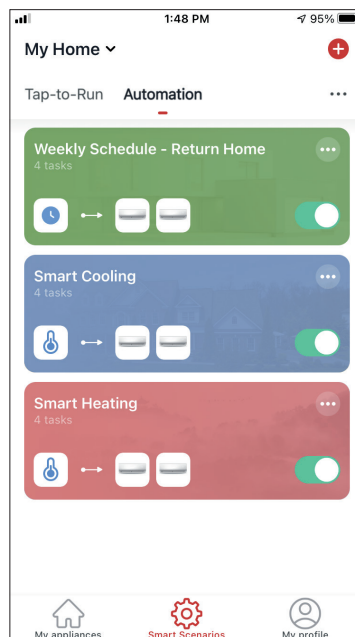 1:48 PM
95%
My Home
Tap-to-Run
Automation
Weekly Schedule - Return Home
4 tasks
Smart Cooling
4 tasks
Smart Heating
4 tasks
My appliances
Smart Scenarios
My profile